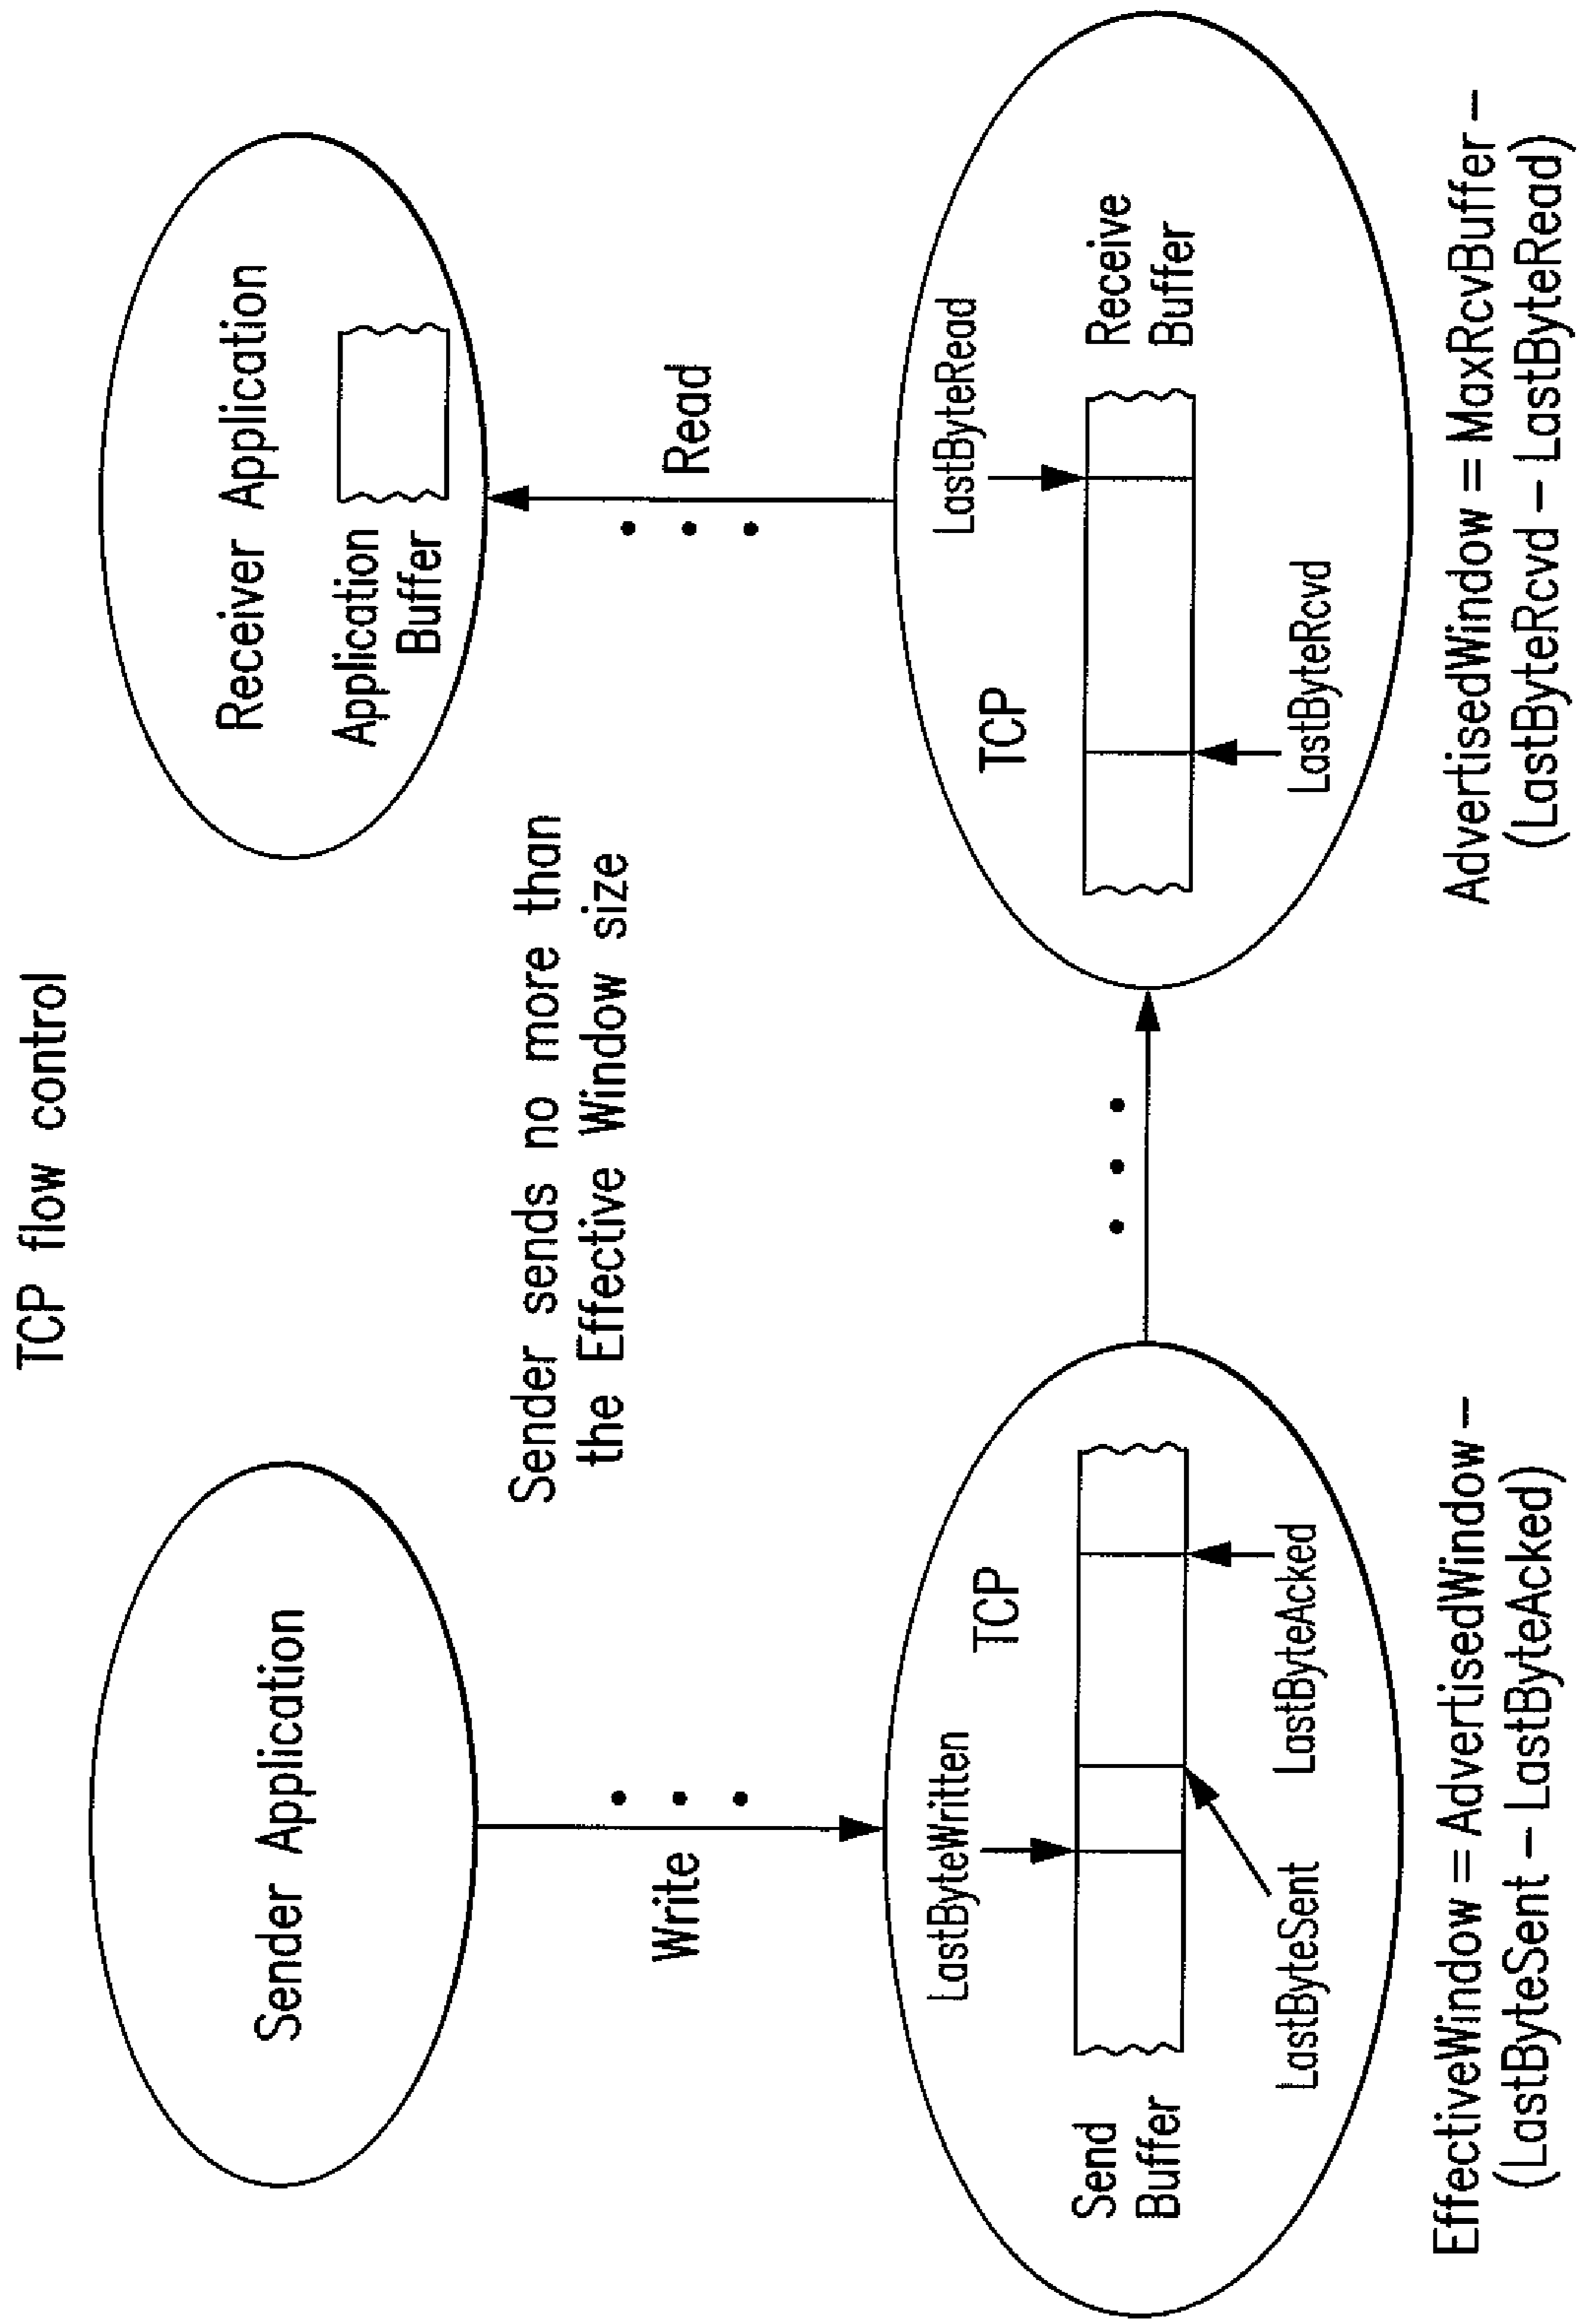 TCP flow control
Sender Application
Receiver Application
Application
Buffer
Sender sends no more than
the Effective Window size
Write
Read
LastByteWritten
TCP
Send
Buffer
LastByteSent
LastByteAcked
LastByteRead
TCP
Receive
Buffer
LastByteRcvd
EffectiveWindow = AdvertisedWindow –
(LastByteSent – LastByteAcked)
AdvertisedWindow = MaxRcvBuffer –
(LastByteRcvd – LastByteRead)